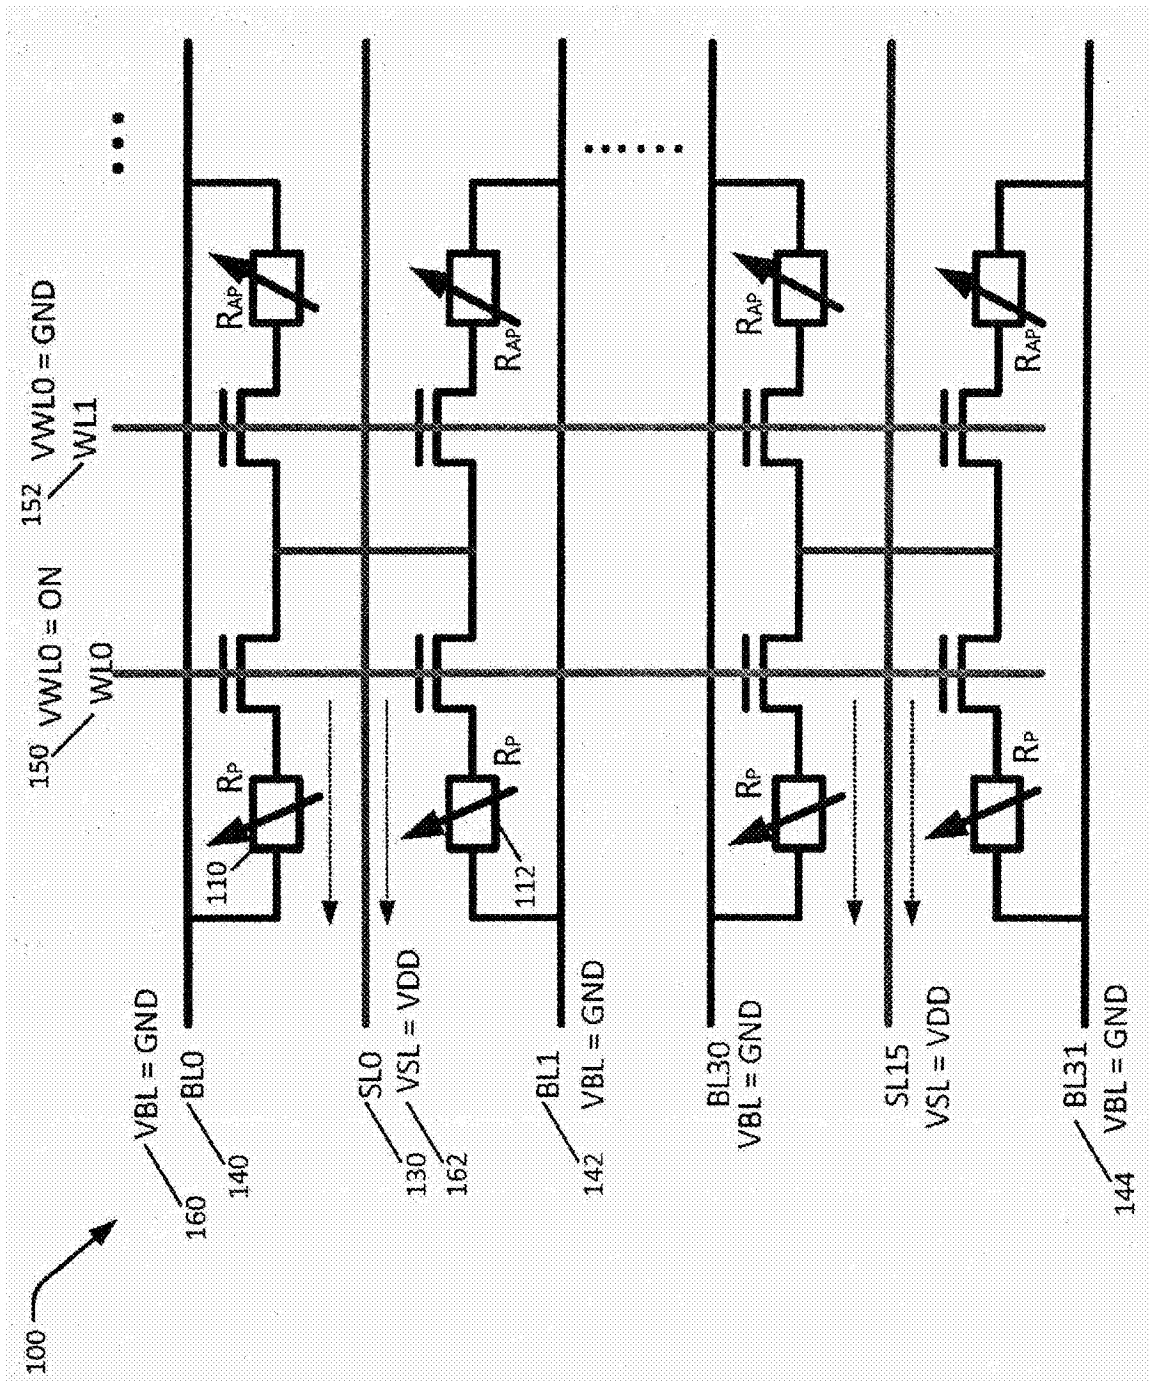 100
160
VBL = GND
BL0
140
SL0
VSL = VDD
130
162
BL1
VBL = GND
142
BL30
VBL = GND
SL15
VSL = VDD
BL31
VBL = GND
144
150
VWL0 = ON
WL0
152
VWL0 = GND
WL1
110
RP
112
RP
RP
RP
RAP
RAP
RAP
RAP